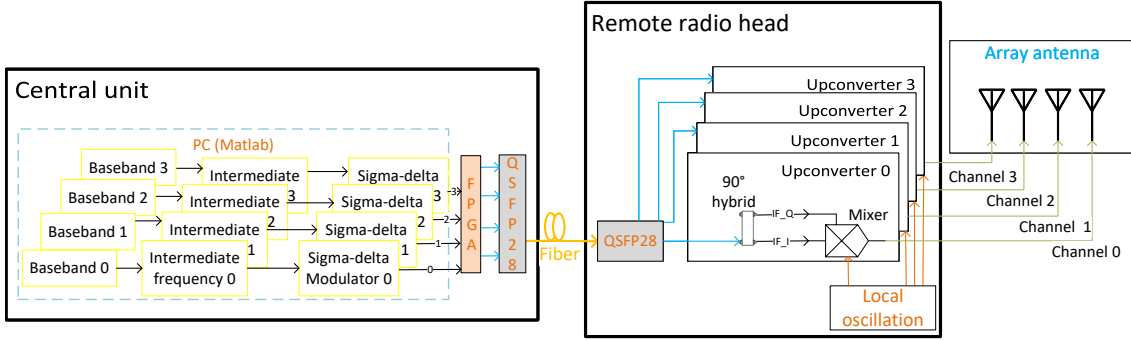 Remote radio head
Central unit
Array antenna
PC (Matlab)
Baseband 3
Intermediate
3
Sigma-delta
3
Baseband 2
Intermediate
2
Sigma-delta
2
Baseband 1
Intermediate
1
Sigma-delta
1
Baseband 0
Intermediate
frequency 0
Sigma-delta
Modulator 0
3
2
1
0
F
P
G
A
Q
S
F
P
2
8
Fiber
QSFP28
Upconverter 3
Upconverter 2
Upconverter 1
Upconverter 0
90°
hybrid
IF_Q
IF_I
Mixer
Local
oscillation
Channel 3
Channel 2
Channel 1
Channel 0